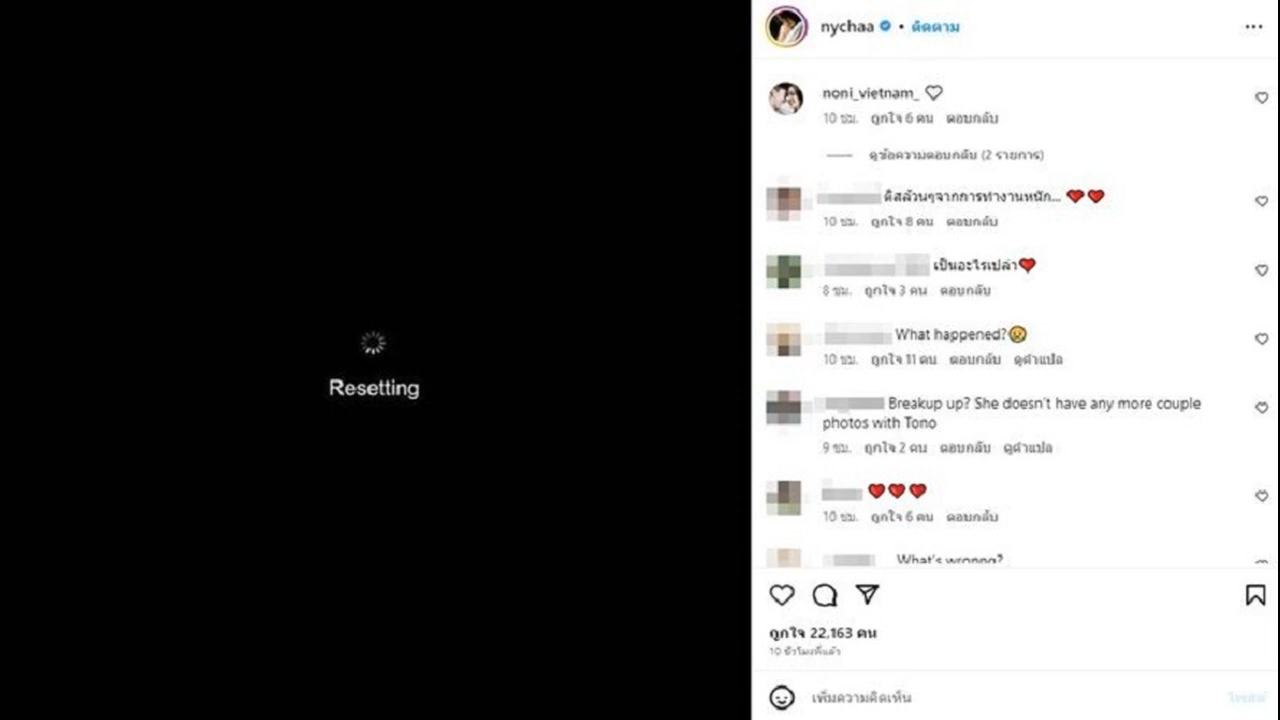 Resetting
nychaa • ติดตาม
noni_vietnam_
10 ชม. ถูกใจ 6 คน ตอบกลับ
ดูข้อความตอบกลับ (2 รายการ)
ดิสล้วนๆจากการทำงานหนัก...
10 ชม. ถูกใจ 8 คน ตอบกลับ
เป็นอะไรเปล่า
8 ชม. ถูกใจ 3 คน ตอบกลับ
What happened?
10 ชม. ถูกใจ 11 คน ตอบกลับ ดูคำแปล
Breakup up? She doesn't have any more couple
photos with Tono
9 ชม. ถูกใจ 2 คน ตอบกลับ ดูคำแปล
10 ชม. ถูกใจ 6 คน ตอบกลับ
What's wronng?
ถูกใจ 22,163 คน
10 ชั่วโมงที่แล้ว
เพิ่มความคิดเห็น
โพสต์